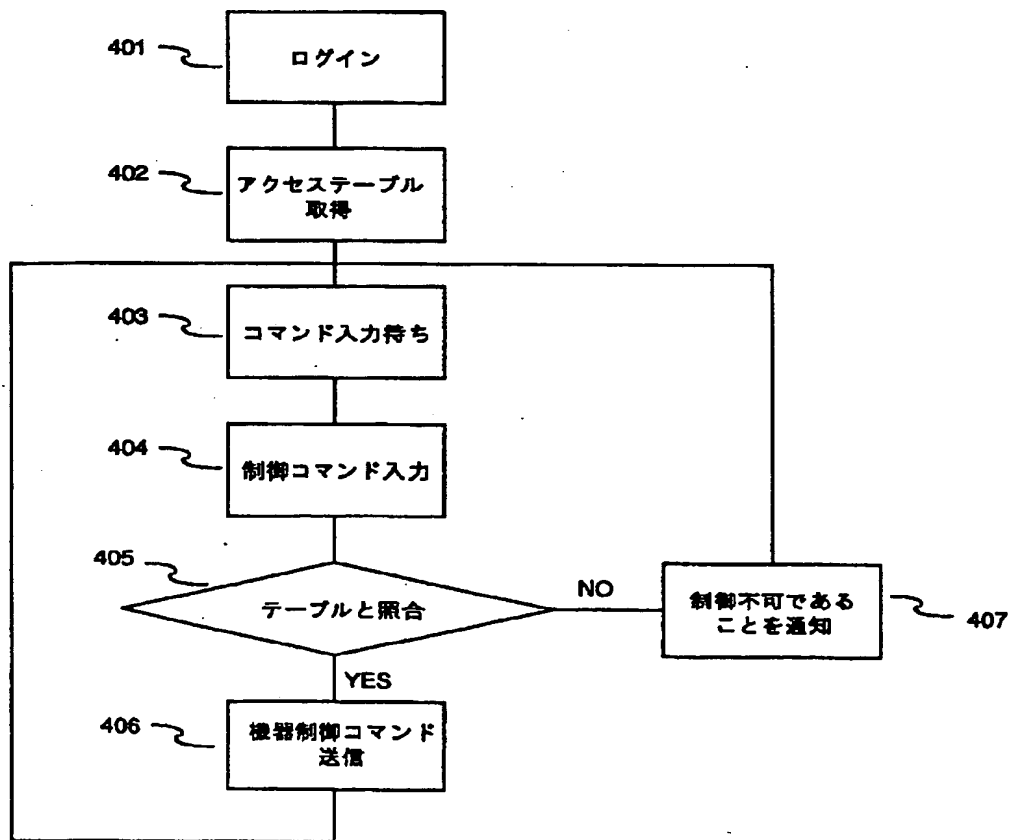 401
ログイン
402
アクセステーブル
取得
403
コマンド入力待ち
404
制御コマンド入力
405
テーブルと照合
NO
制御不可である
ことを通知
407
YES
406
機器制御コマンド
送信